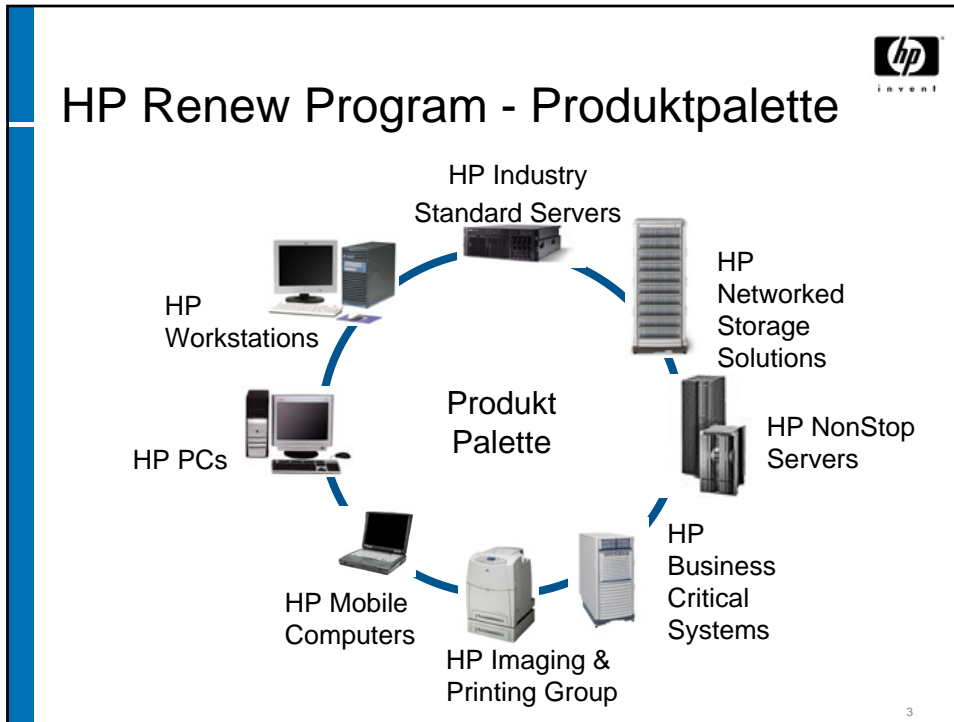 hp
invent
HP Renew Program - Produktpalette
HP Industry
Standard Servers
HP
Networked
Storage
Solutions
HP NonStop
Servers
HP
Business
Critical
Systems
HP Imaging &
Printing Group
HP Mobile
Computers
HP PCs
HP
Workstations
Produkt
Palette
3